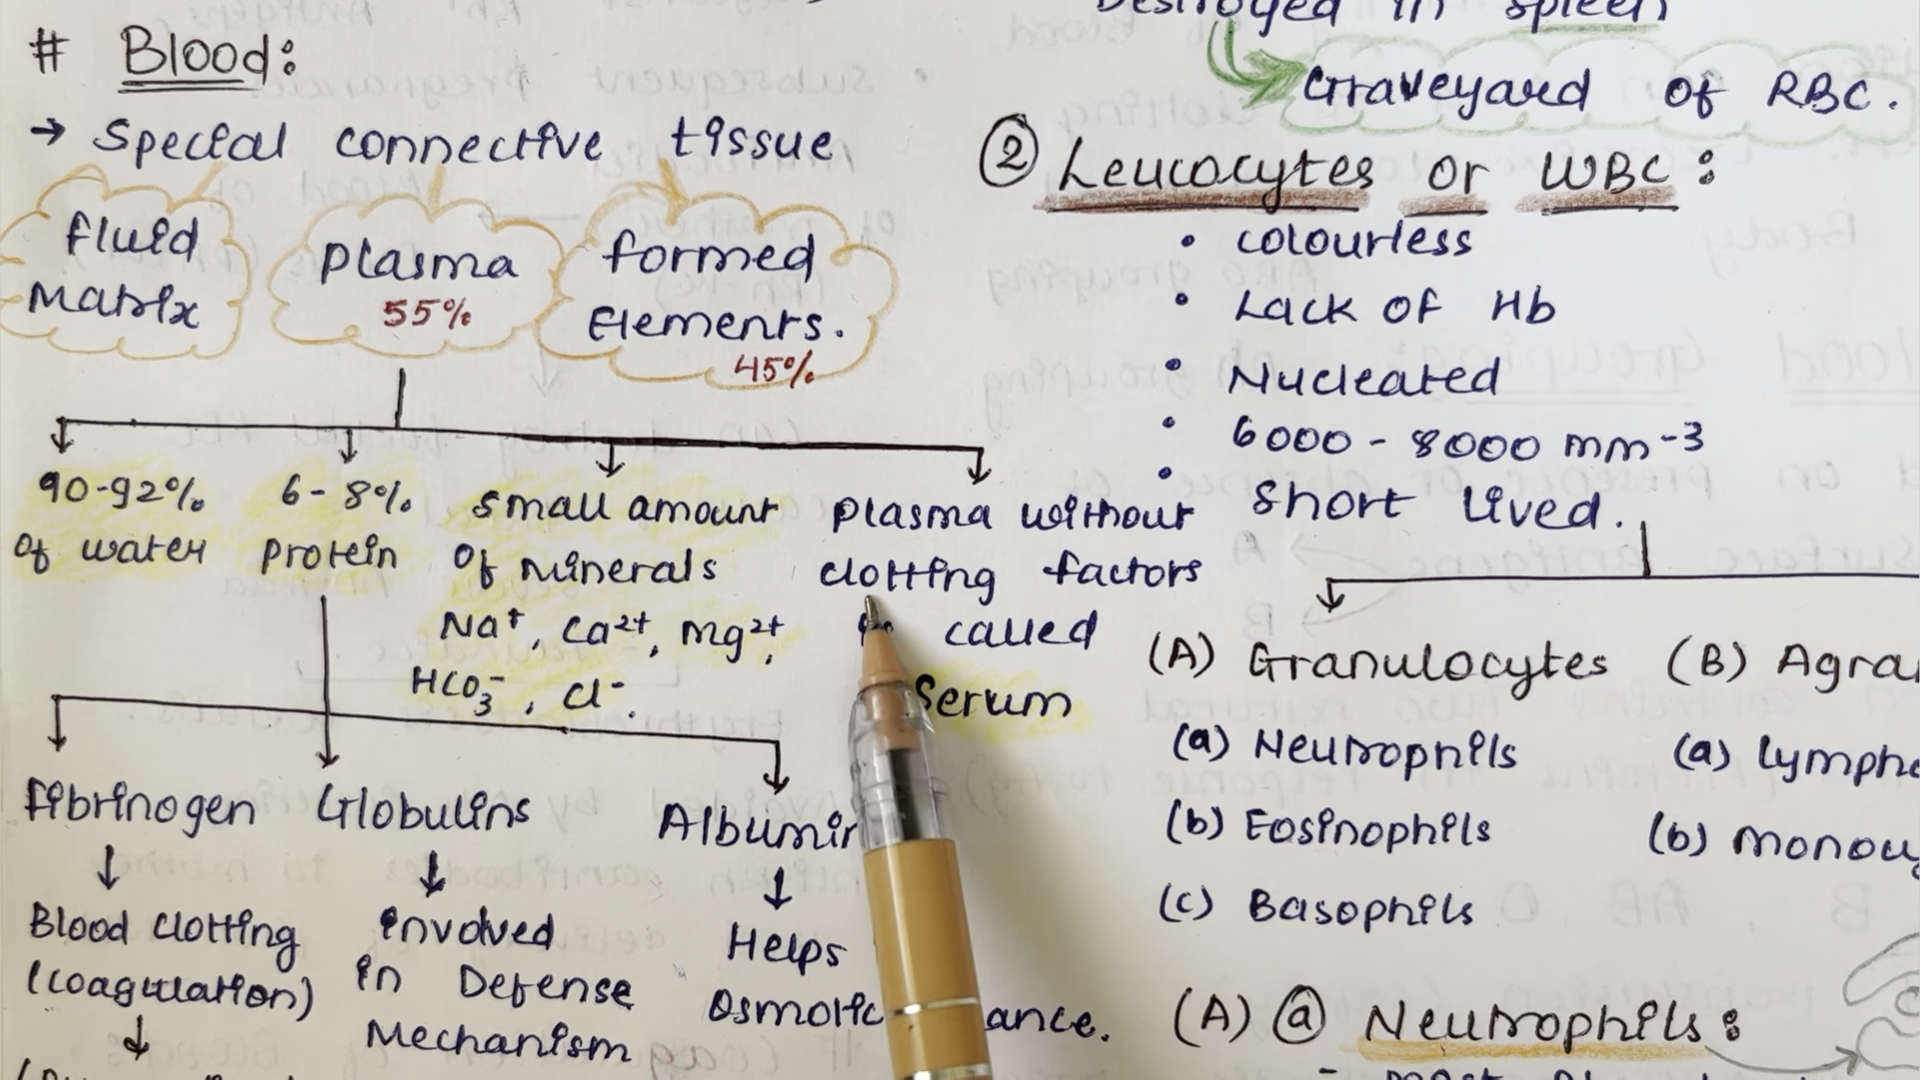 # Blood:
→ Special connective tissue
fluid
Matrix
Plasma
55%
formed
Elements.
45%
90-92%
of water
6-8%
Protein
small amount
of Minerals
Na⁺, Ca²⁺, Mg²⁺,
HCO₃⁻, Cl⁻.
Plasma without
clotting factors
called
Serum
Fibrinogen
Globulins
Blood clotting
(coagulation)
involved
in Defense
Mechanism
Helps
Osmotic
Destroyed in spleen
Graveyard of RBC.
② Leucocytes or WBC:
• colourless
• Lack of Hb
• Nucleated
• 6000 - 8000 mm-3
• Short lived.
(A) Granulocytes
(a) Neutrophils
(b) Eosinophils
(c) Basophils
(B) Agra
(a) Lympho
(b) Monocy
(A) ⓐ Neutrophils: